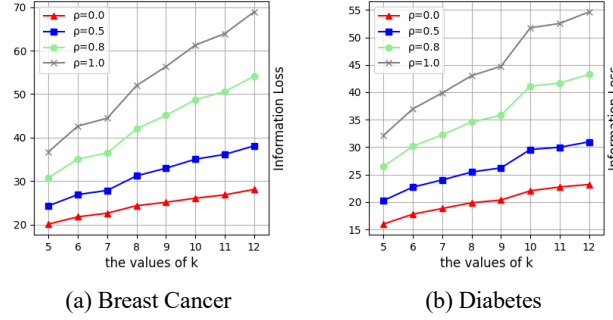 70
60
50
40
30
20
ρ=0.0
ρ=0.5
ρ=0.8
ρ=1.0
5 6 7 8 9 10 11 12
the values of k
Information Loss
(a) Breast Cancer
55
50
45
40
35
30
25
20
15
ρ=0.0
ρ=0.5
ρ=0.8
ρ=1.0
5 6 7 8 9 10 11 12
the values of k
Information Loss
(b) Diabetes